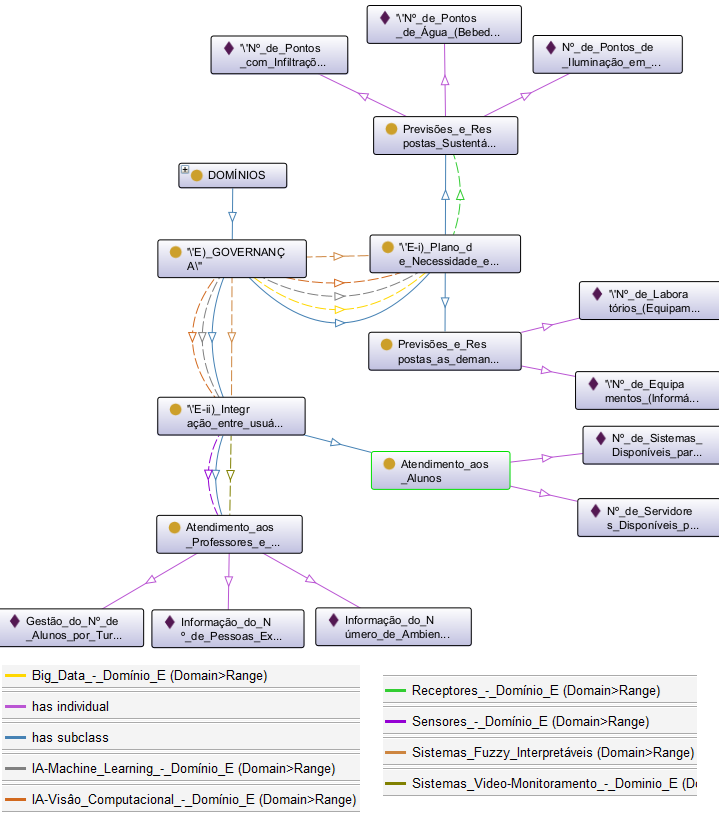 '\'Nº_de_Pontos
_de_Água_(Bebed...
'\'Nº_de_Pontos
_com_Infiltraçõ...
Nº_de_Pontos_de
_Iluminação_em_...
Previsões_e_Res
postas_Sustentá...
DOMÍNIOS
'\'E)_GOVERNANÇ
A\"
'\'E-i)_Plano_d
e_Necessidade_e...
'\'Nº_de_Labora
tórios_(Equipam...
Previsões_e_Res
postas_as_deman...
'\'Nº_de_Equipa
mentos_(Informá...
'\'E-ii)_Integr
ação_entre_usuá...
Nº_de_Sistemas_
Disponíveis_par...
Atendimento_aos
_Alunos
Nº_de_Servidore
s_Disponíveis_p...
Atendimento_aos
_Professores_e_...
Gestão_do_Nº_de
_Alunos_por_Tur...
Informação_do_N
º_de_Pessoas_Ex...
Informação_do_N
úmero_de_Ambien...
Big_Data_-_Domínio_E (Domain>Range)
has individual
has subclass
IA-Machine_Learning_-_Domínio_E (Domain>Range)
IA-Visão_Computacional_-_Domínio_E (Domain>Range)
Receptores_-_Domínio_E (Domain>Range)
Sensores_-_Domínio_E (Domain>Range)
Sistemas_Fuzzy_Interpretáveis (Domain>Range)
Sistemas_Video-Monitoramento_-_Dominio_E (Do